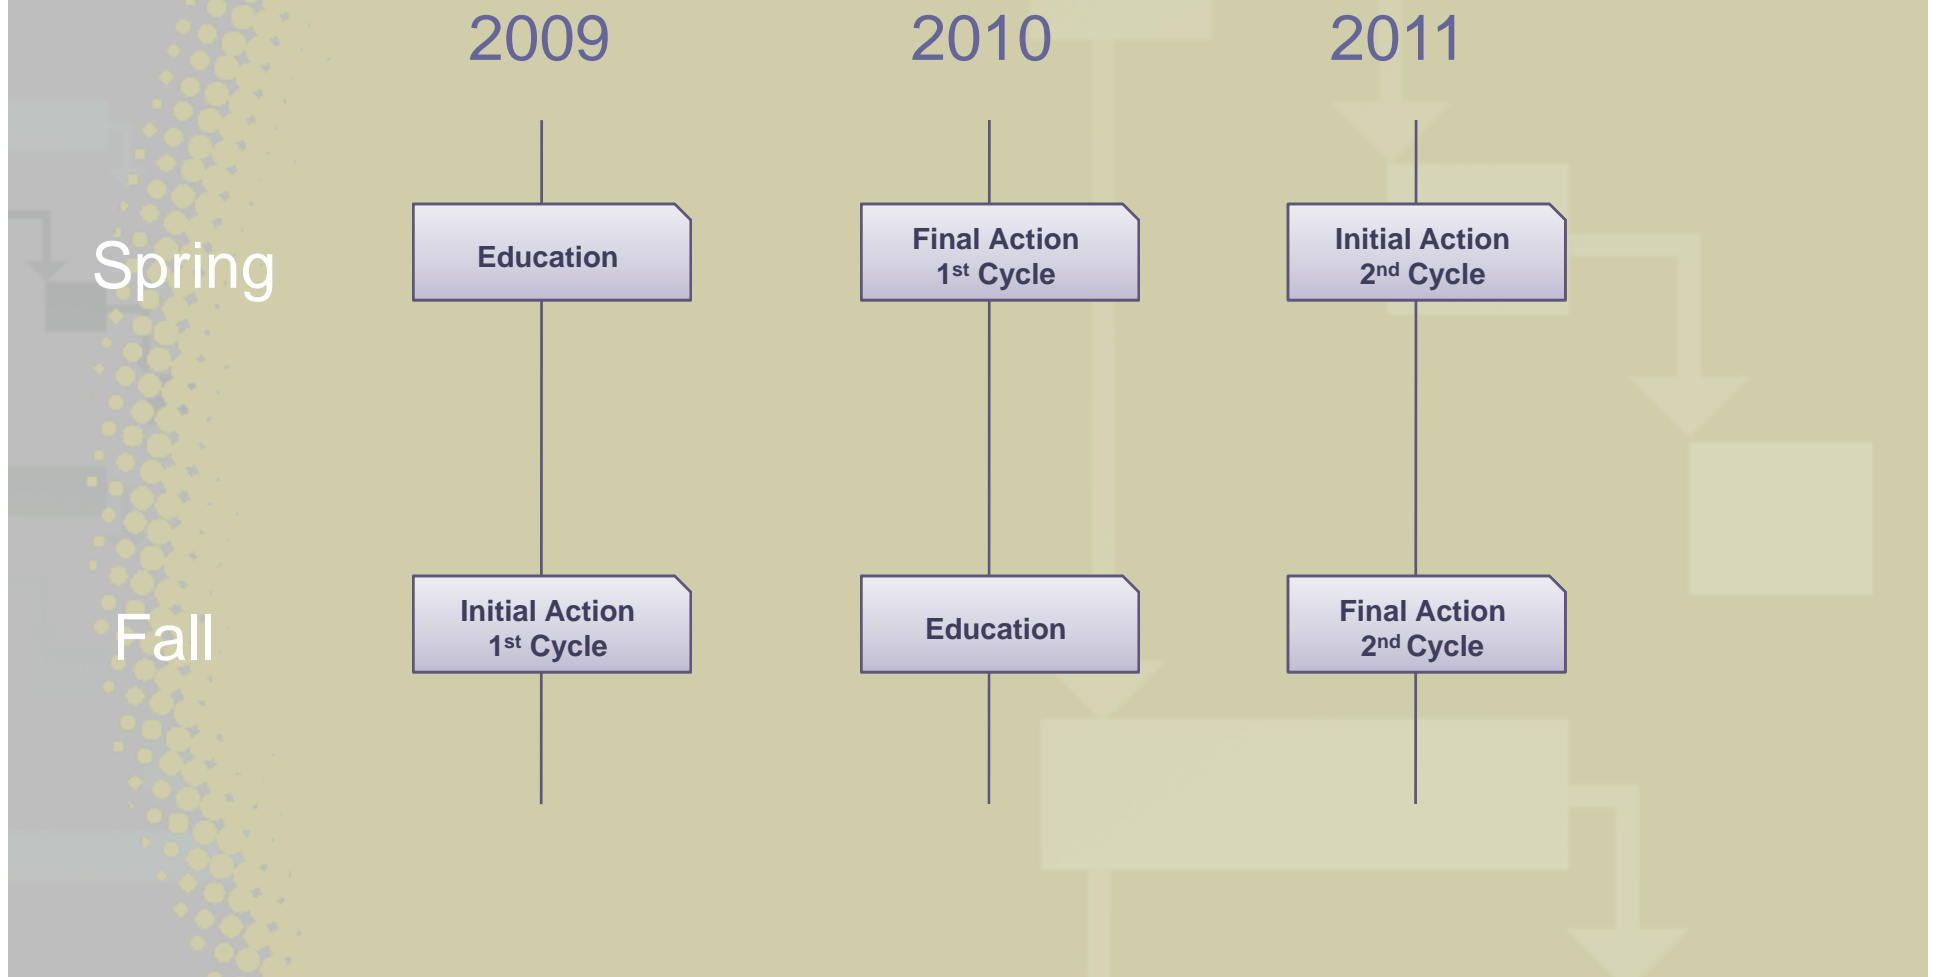 2009 2010 2011
Spring
Education
Final Action
1st Cycle
Initial Action
2nd Cycle
Fall
Initial Action
1st Cycle
Education
Final Action
2nd Cycle